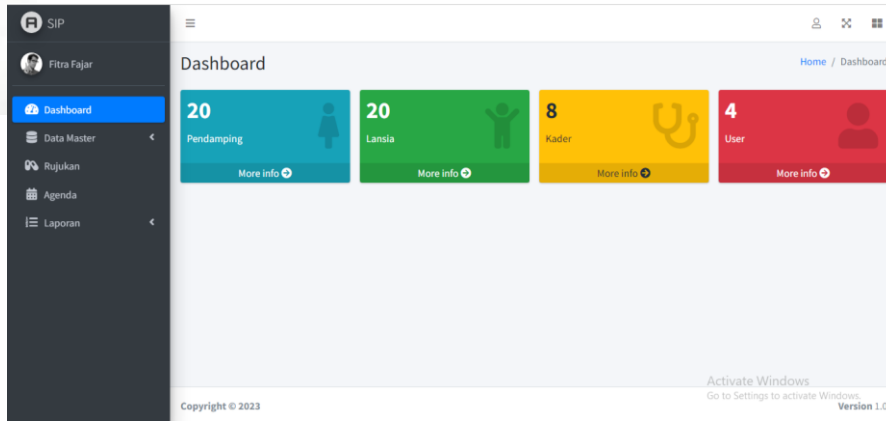 SIP
Fitra Fajar
Dashboard
Data Master
Rujukan
Agenda
Laporan
Dashboard
Home / Dashboard
20
Pendamping
More info
20
Lansia
More info
8
Kader
More info
4
User
More info
Activate Windows
Go to Settings to activate Windows.
Copyright © 2023
Version 1.0